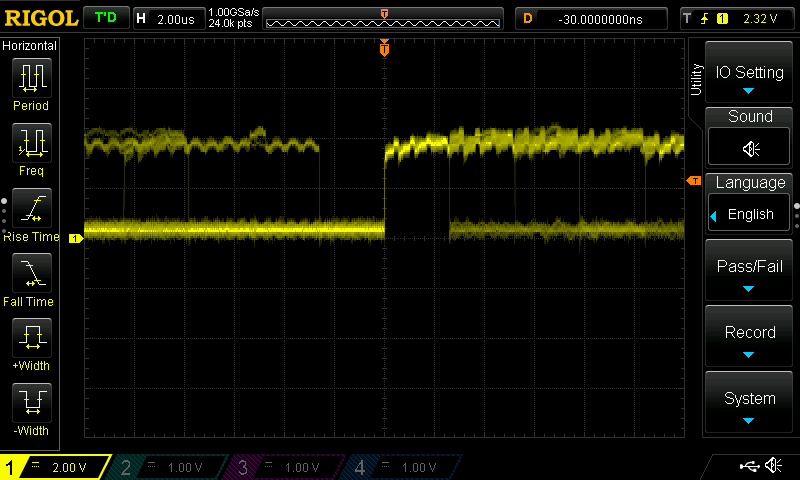 RIGOL T'D H 2.00us 1.00GSa/s 24.0k pts T D -30.0000000ns T 1 2.32 V
Horizontal
Period
Freq
Rise Time
Fall Time
+Width
-Width
T
T
1
Utility
IO Setting
Sound
Language
English
Pass/Fail
Record
System
1 2.00 V 2 1.00 V 3 1.00 V 4 1.00 V